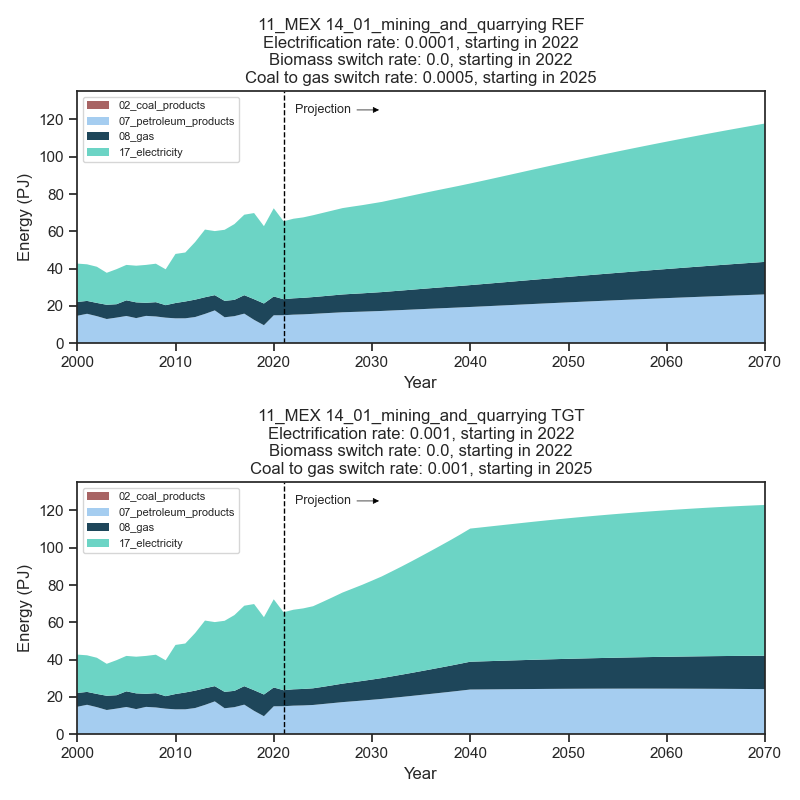 11_MEX 14_01_mining_and_quarrying REF
Electrification rate: 0.0001, starting in 2022
Biomass switch rate: 0.0, starting in 2022
Coal to gas switch rate: 0.0005, starting in 2025
02_coal_products
07_petroleum_products
08_gas
17_electricity
Projection
120
100
80
60
40
20
0
Energy (PJ)
2000 2010 2020 2030 2040 2050 2060 2070
Year
11_MEX 14_01_mining_and_quarrying TGT
Electrification rate: 0.001, starting in 2022
Biomass switch rate: 0.0, starting in 2022
Coal to gas switch rate: 0.001, starting in 2025
02_coal_products
07_petroleum_products
08_gas
17_electricity
Projection
120
100
80
60
40
20
0
Energy (PJ)
2000 2010 2020 2030 2040 2050 2060 2070
Year